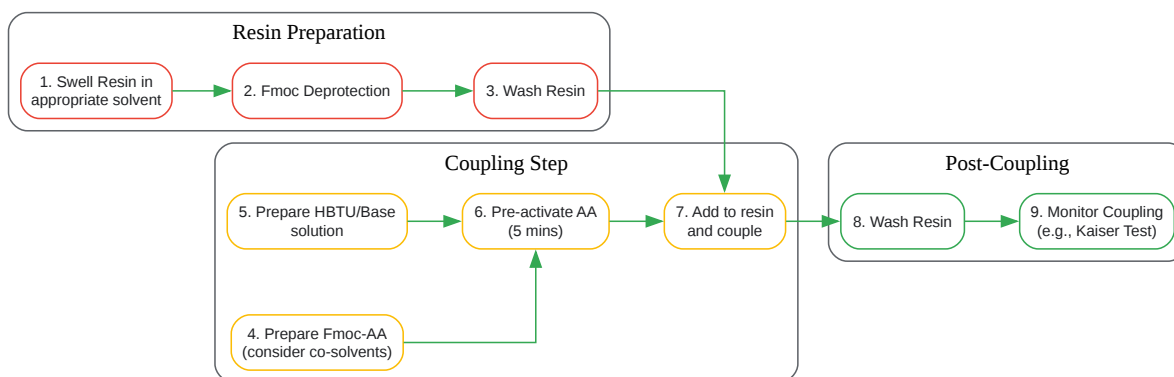 Resin Preparation
1. Swell Resin in
appropriate solvent
2. Fmoc Deprotection
3. Wash Resin
Coupling Step
5. Prepare HBTU/Base
solution
6. Pre-activate AA
(5 mins)
7. Add to resin
and couple
4. Prepare Fmoc-AA
(consider co-solvents)
Post-Coupling
8. Wash Resin
9. Monitor Coupling
(e.g., Kaiser Test)